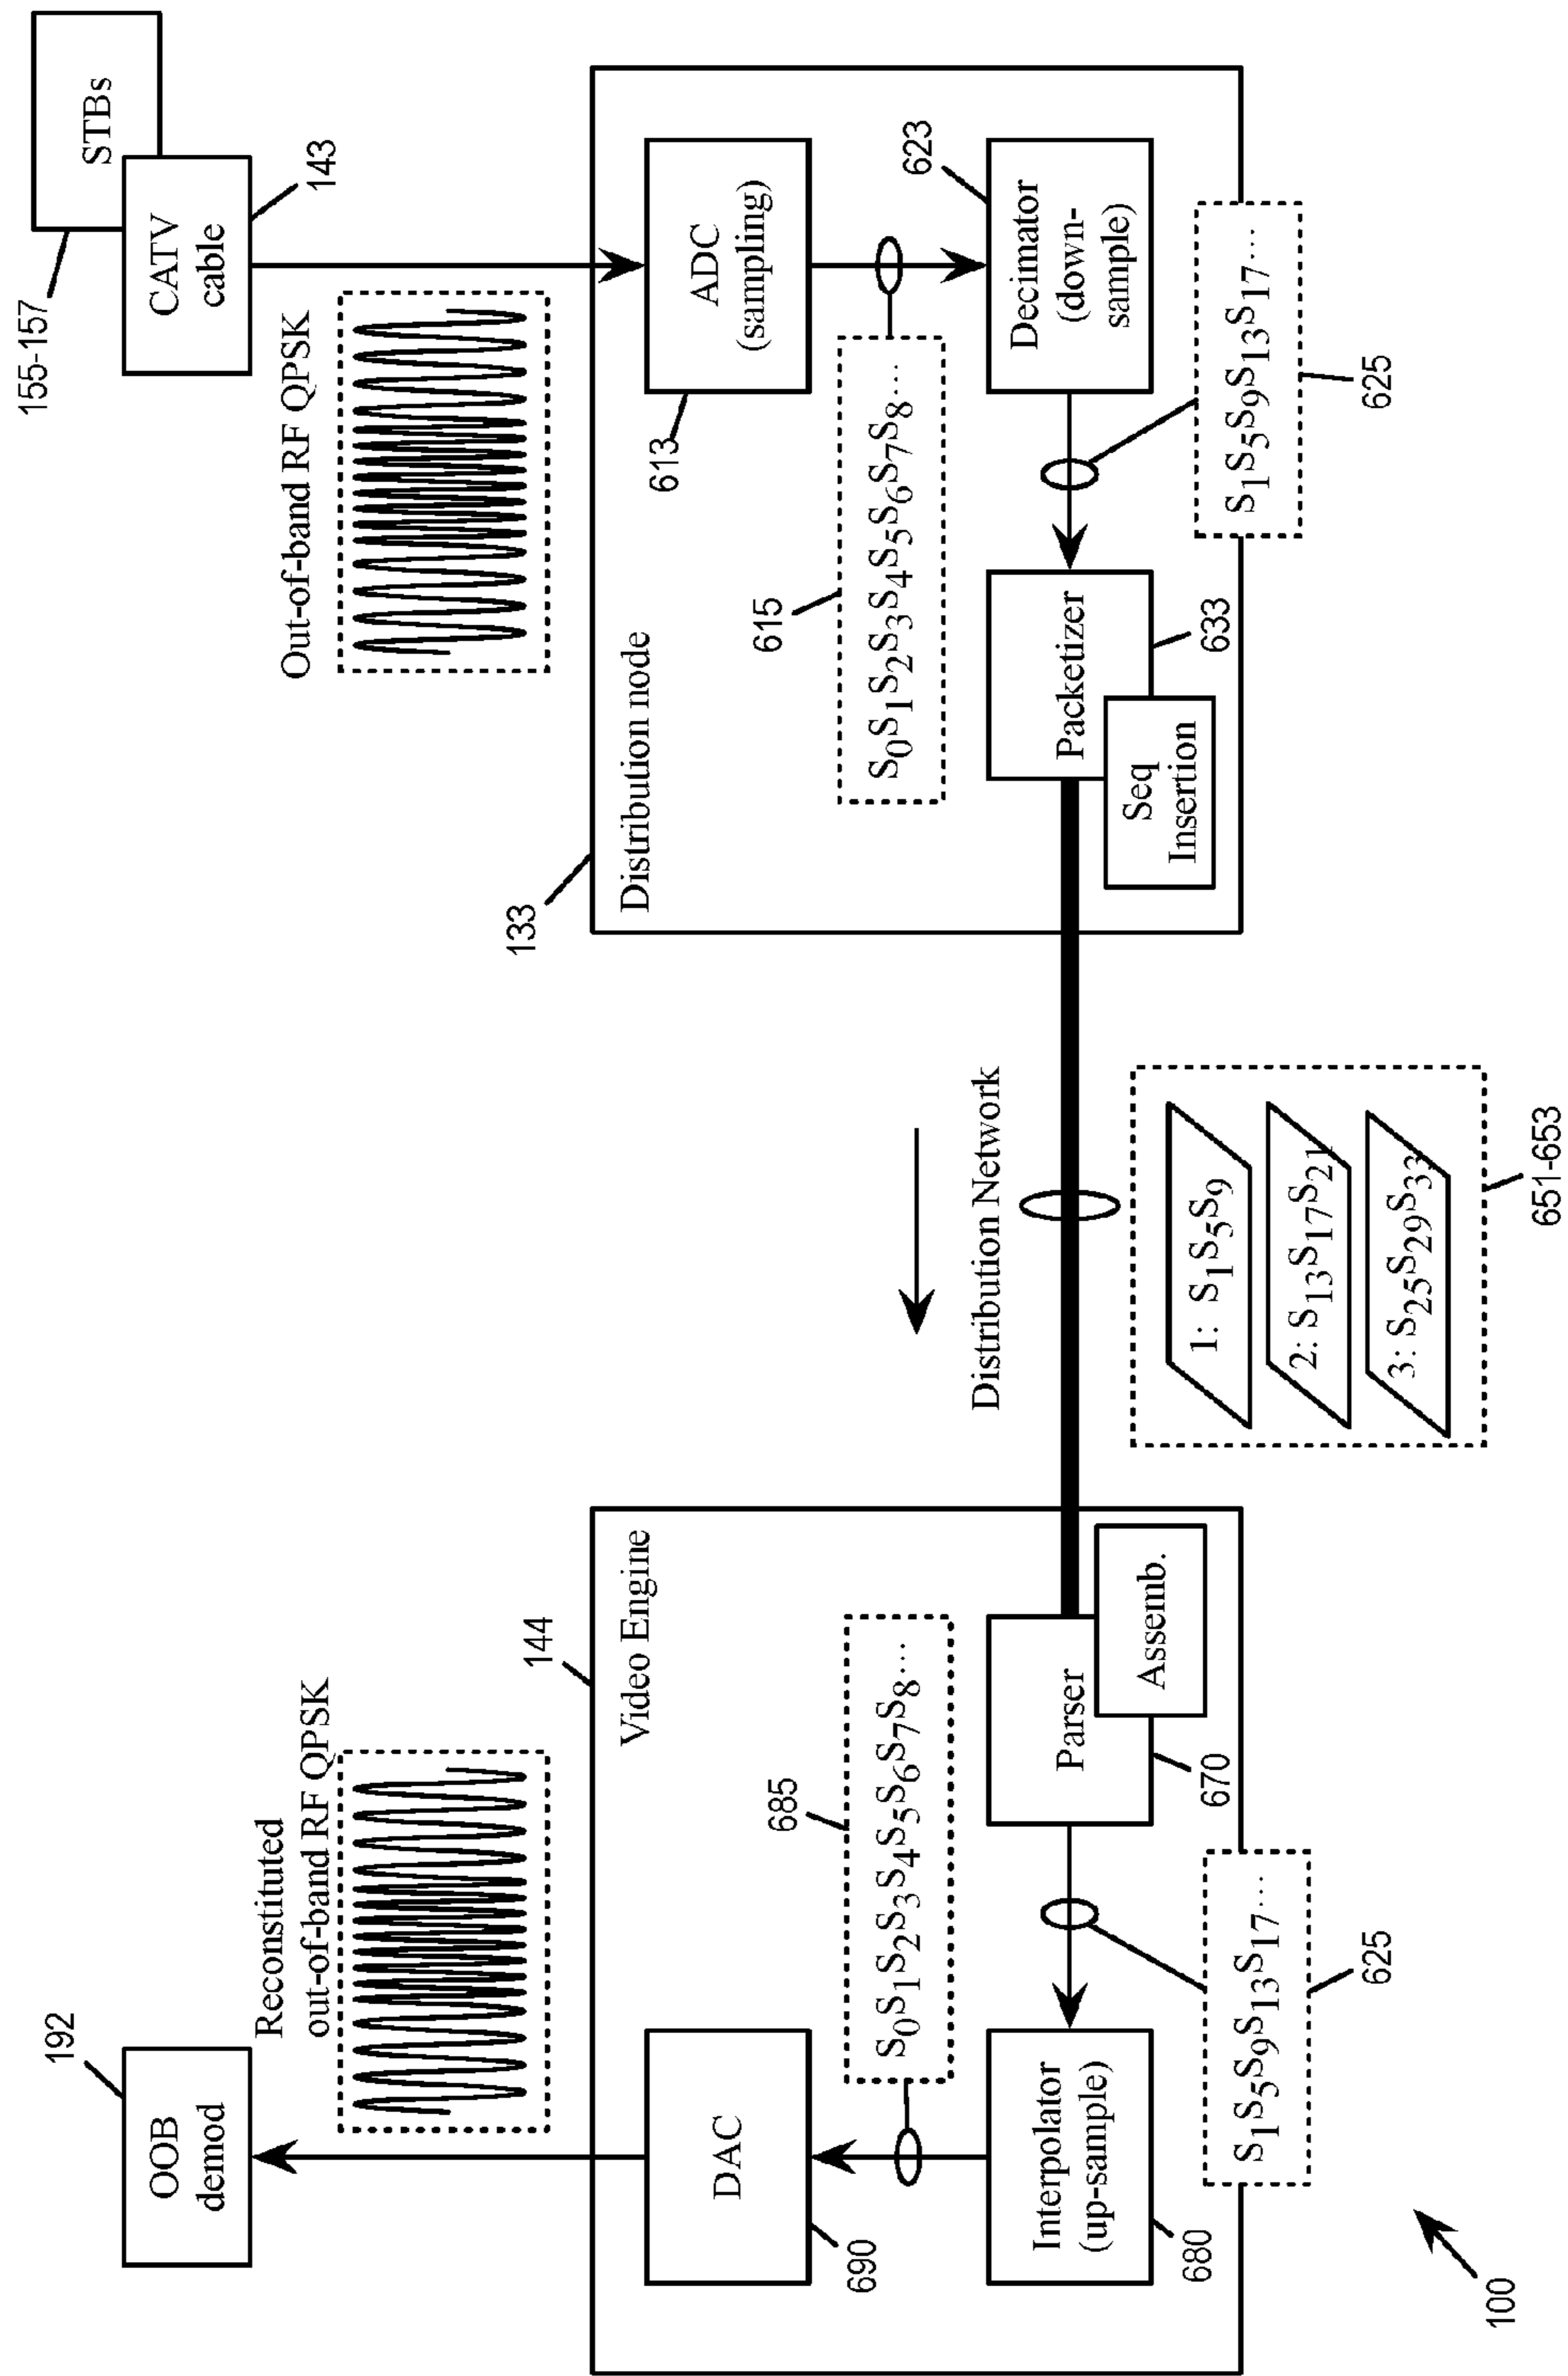 155-157
STBs
CATV
cable
143
192
OOB
demod
Reconstituted
out-of-band RF QPSK
Out-of-band RF QPSK
144
Video Engine
133
Distribution node
DAC
690
685
S0S1S2S3S4S5S6S7S8...
Interpolator
(up-sample)
680
Parser
Assemb.
670
S1S5S9S13S17...
625
Distribution Network
1: S1S5S9
2: S13S17S21
3: S25S29S33
651-653
ADC
(sampling)
613
615
S0S1S2S3S4S5S6S7S8...
Decimator
(down-
sample)
623
Packetizer
Seq
Insertion
633
S1S5S9S13S17...
625
100